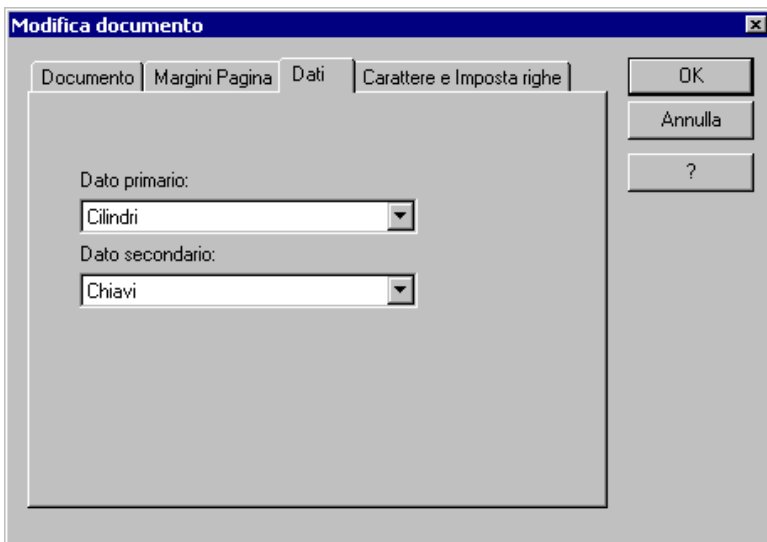 Modifica documento
Documento Margini Pagina Dati Carattere e Imposta righe
OK
Annulla
?
Dato primario:
Cilindri
Dato secondario:
Chiavi